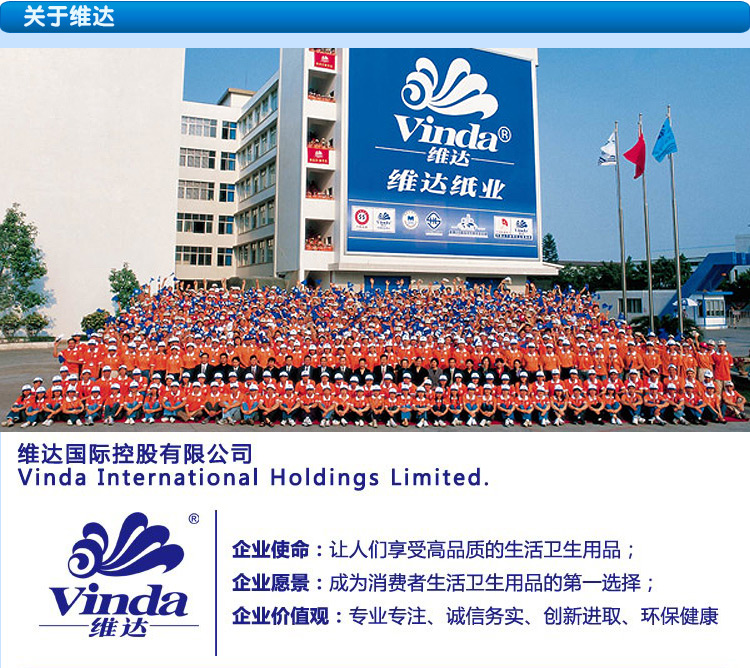 关于维达
Vinda®
维达
维达纸业
维达国际控股有限公司
Vinda International Holdings Limited.
®
Vinda
维达
企业使命：让人们享受高品质的生活卫生用品；
企业愿景：成为消费者生活卫生用品的第一选择；
企业价值观：专业专注、诚信务实、创新进取、环保健康